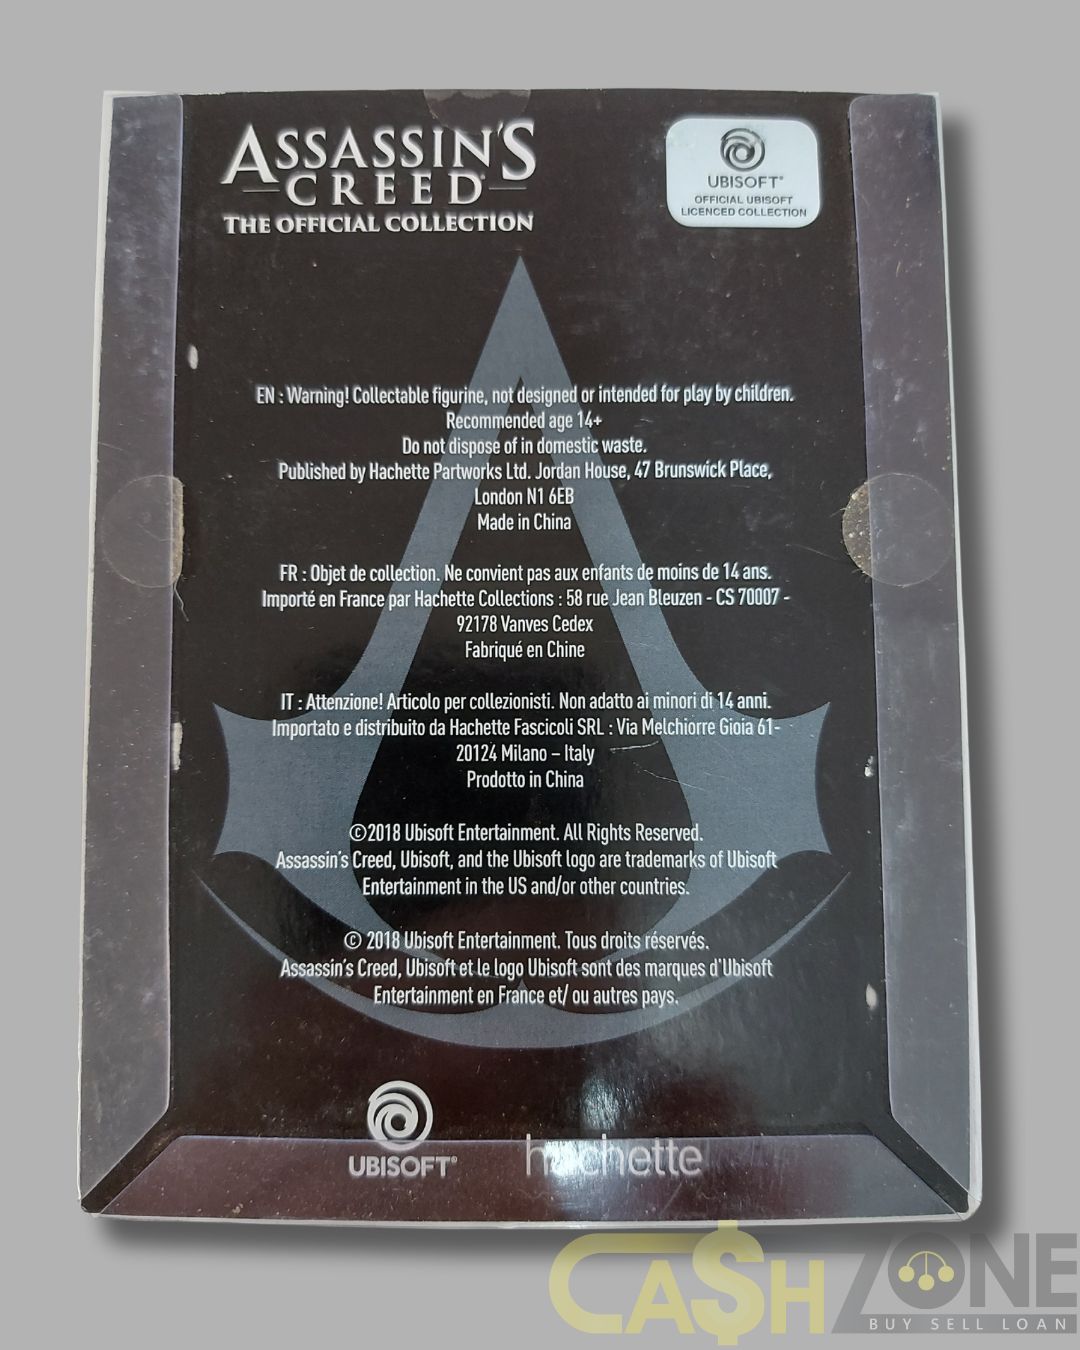 ASSASSIN'S
CREED®
THE OFFICIAL COLLECTION
UBISOFT®
OFFICIAL UBISOFT
LICENCED COLLECTION
EN : Warning! Collectable figurine, not designed or intended for play by children.
Recommended age 14+
Do not dispose of in domestic waste.
Published by Hachette Partworks Ltd. Jordan House, 47 Brunswick Place,
London N1 6EB
Made in China
FR : Objet de collection. Ne convient pas aux enfants de moins de 14 ans.
Importé en France par Hachette Collections : 58 rue Jean Bleuzen - CS 70007 -
92178 Vanves Cedex
Fabriqué en Chine
IT : Attenzione! Articolo per collezionisti. Non adatto ai minori di 14 anni.
Importato e distribuito da Hachette Fascicoli SRL : Via Melchiorre Gioia 61-
20124 Milano – Italy
Prodotto in China
©2018 Ubisoft Entertainment. All Rights Reserved.
Assassin's Creed, Ubisoft, and the Ubisoft logo are trademarks of Ubisoft
Entertainment in the US and/or other countries.
© 2018 Ubisoft Entertainment. Tous droits réservés.
Assassin's Creed, Ubisoft et le logo Ubisoft sont des marques d'Ubisoft
Entertainment en France et/ ou autres pays.
UBISOFT®
hachette
CA$HZONE
BUY SELL LOAN